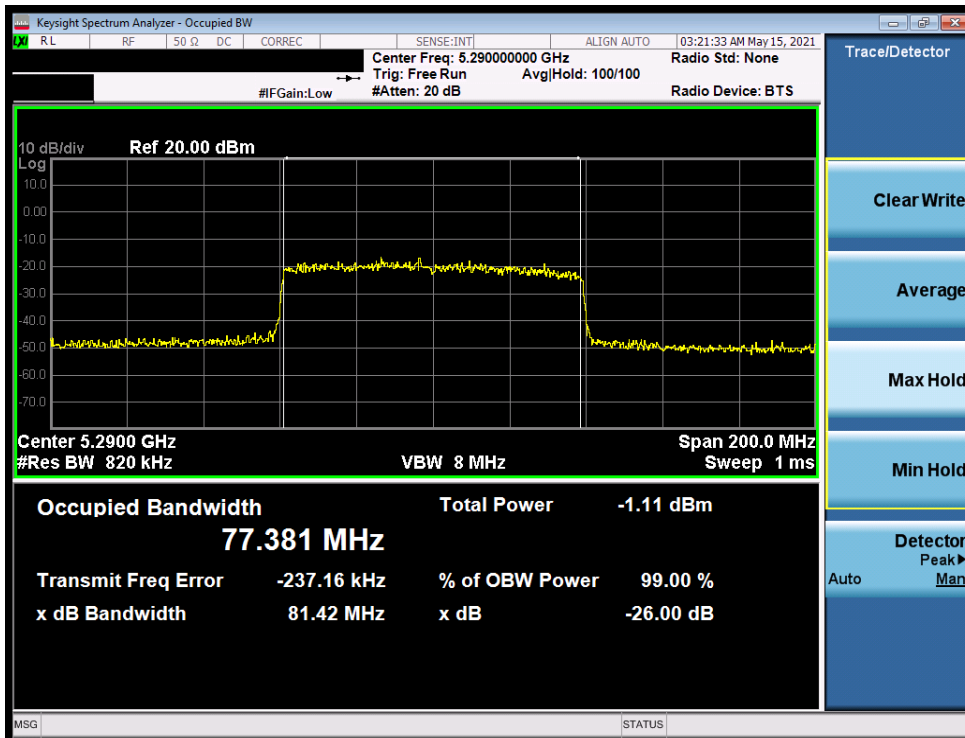 Keysight Spectrum Analyzer - Occupied BW
LXI RL RF 50 Ω DC CORREC SENSE:INT ALIGN AUTO 03:21:33 AM May 15, 2021
Center Freq: 5.290000000 GHz Radio Std: None
Trig: Free Run Avg|Hold: 100/100
#IFGain:Low #Atten: 20 dB Radio Device: BTS
Trace/Detector
10 dB/div Ref 20.00 dBm
Log
10.0
0.00
-10.0
-20.0
-30.0
-40.0
-50.0
-60.0
-70.0
Center 5.2900 GHz Span 200.0 MHz
#Res BW 820 kHz VBW 8 MHz Sweep 1 ms
Occupied Bandwidth Total Power -1.11 dBm
77.381 MHz
Transmit Freq Error -237.16 kHz % of OBW Power 99.00 %
x dB Bandwidth 81.42 MHz x dB -26.00 dB
Clear Write
Average
Max Hold
Min Hold
Detector
Peak▶
Auto Man
MSG STATUS